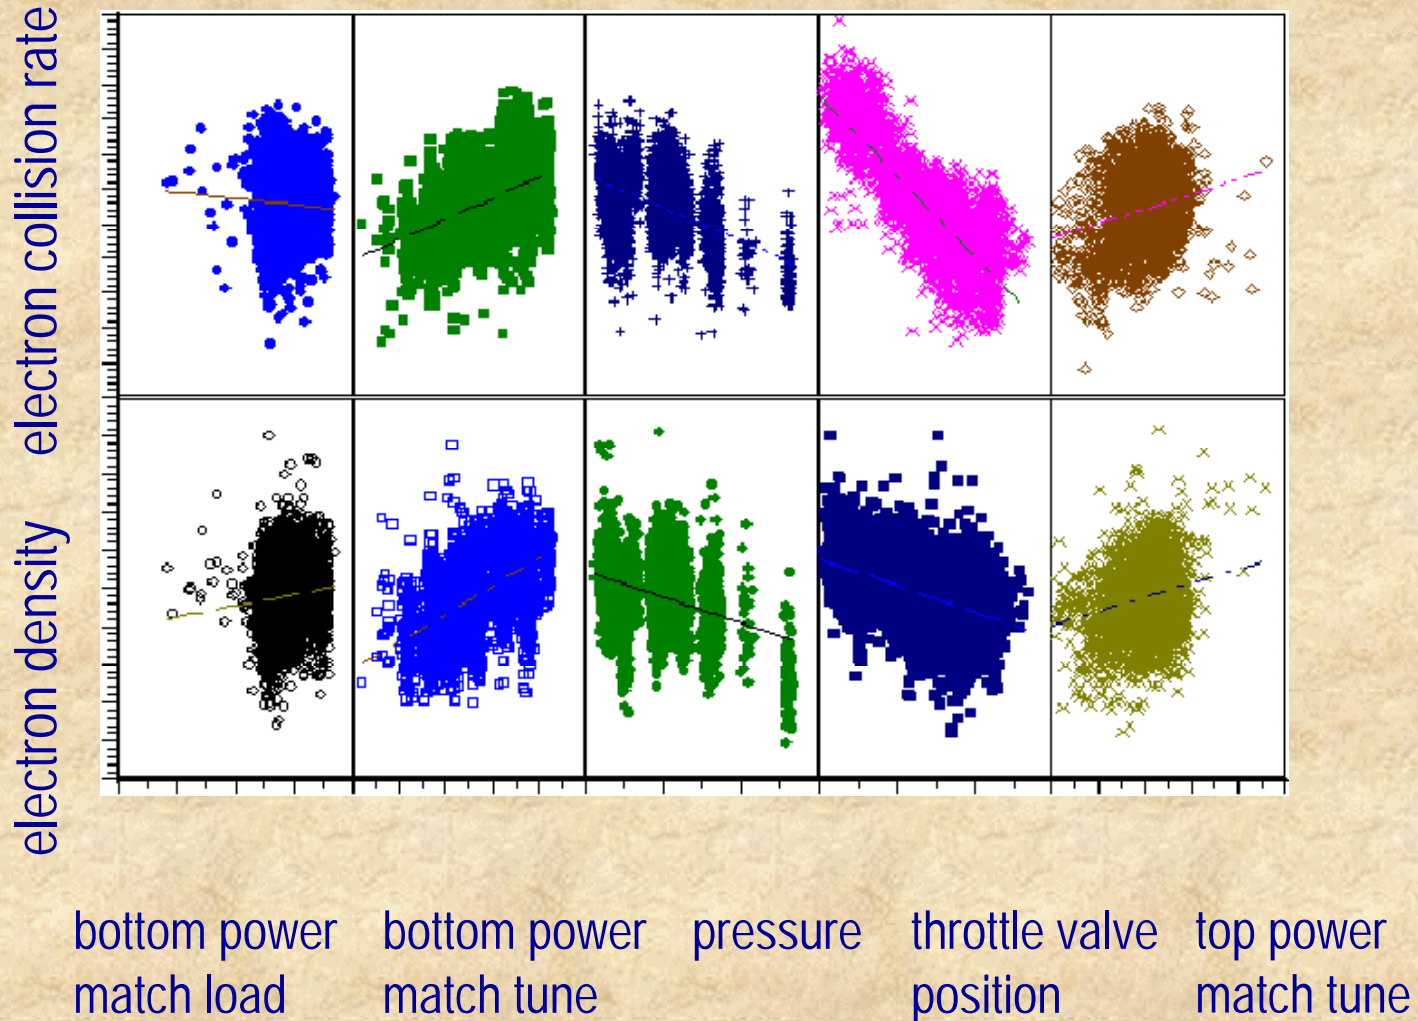 electron collision rate
electron density
bottom power
match load
bottom power
match tune
pressure
throttle valve
position
top power
match tune